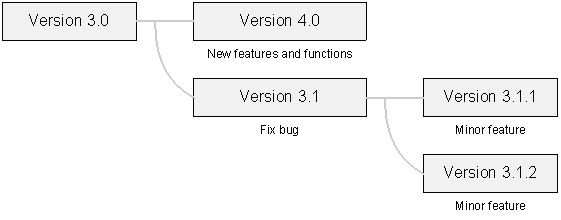 Version 3.0
Version 4.0
New features and functions
Version 3.1
Fix bug
Version 3.1.1
Minor feature
Version 3.1.2
Minor feature